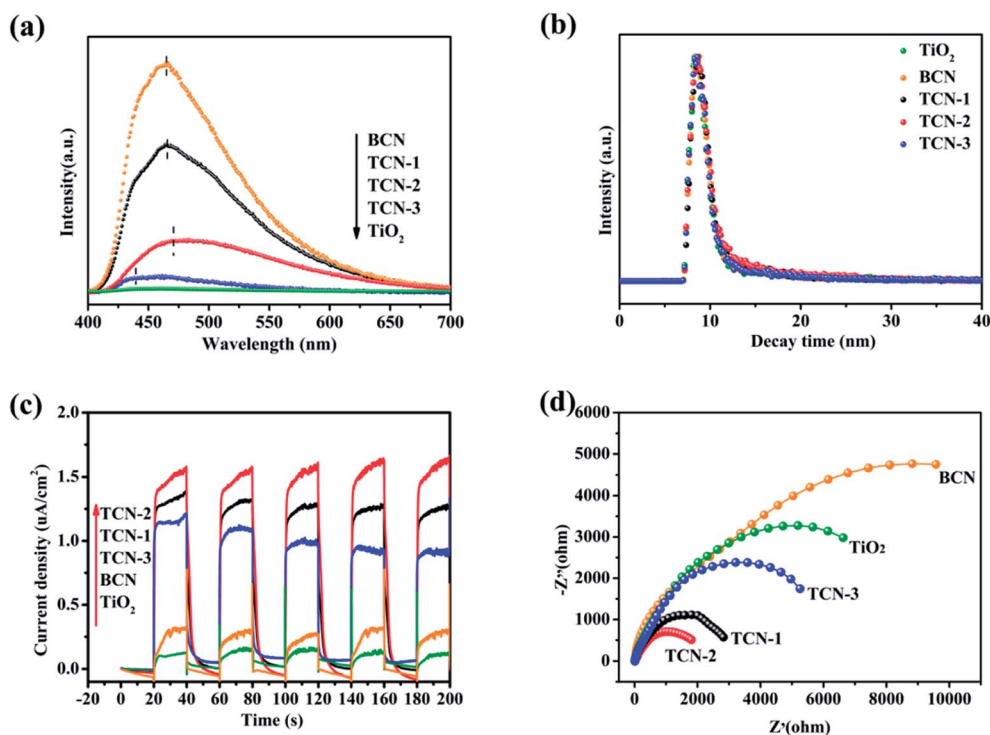 (a)
Intensity(a.u.)
BCN
TCN-1
TCN-2
TCN-3
TiO₂
400 450 500 550 600 650 700
Wavelength (nm)
(b)
Intensity (a.u.)
TiO₂
BCN
TCN-1
TCN-2
TCN-3
0 10 20 30 40
Decay time (nm)
(c)
Current density (uA/cm²)
2.0
1.5
1.0
0.5
0.0
TCN-2
TCN-1
TCN-3
BCN
TiO₂
-20 0 20 40 60 80 100 120 140 160 180 200
Time (s)
(d)
-Z”(ohm)
6000
5000
4000
3000
2000
1000
0
BCN
TiO₂
TCN-3
TCN-1
TCN-2
0 2000 4000 6000 8000 10000
Z’(ohm)